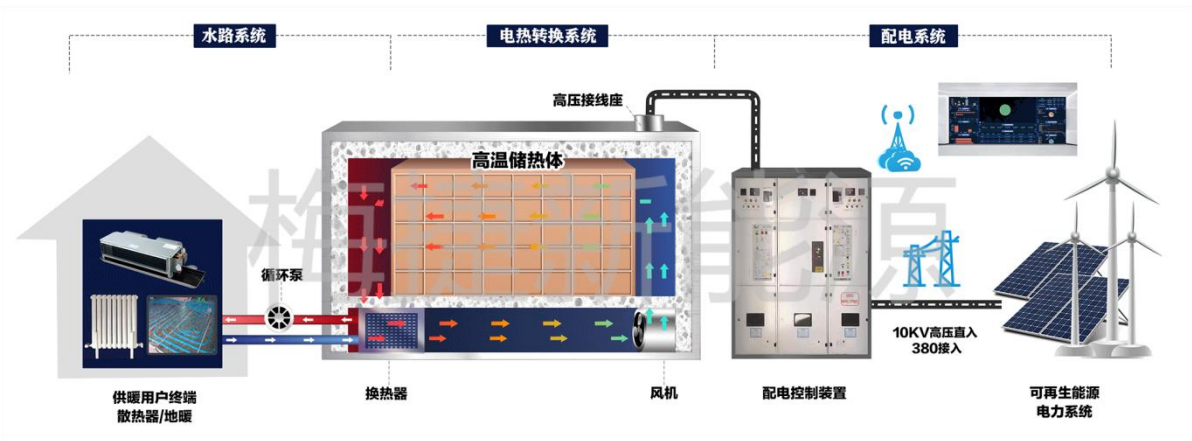 水路系统
电热转换系统
配电系统
高压接线座
高温储热体
梅捷新能源
循环泵
10KV高压直入
380接入
供暖用户终端
散热器/地暖
换热器
风机
配电控制装置
可再生能源
电力系统